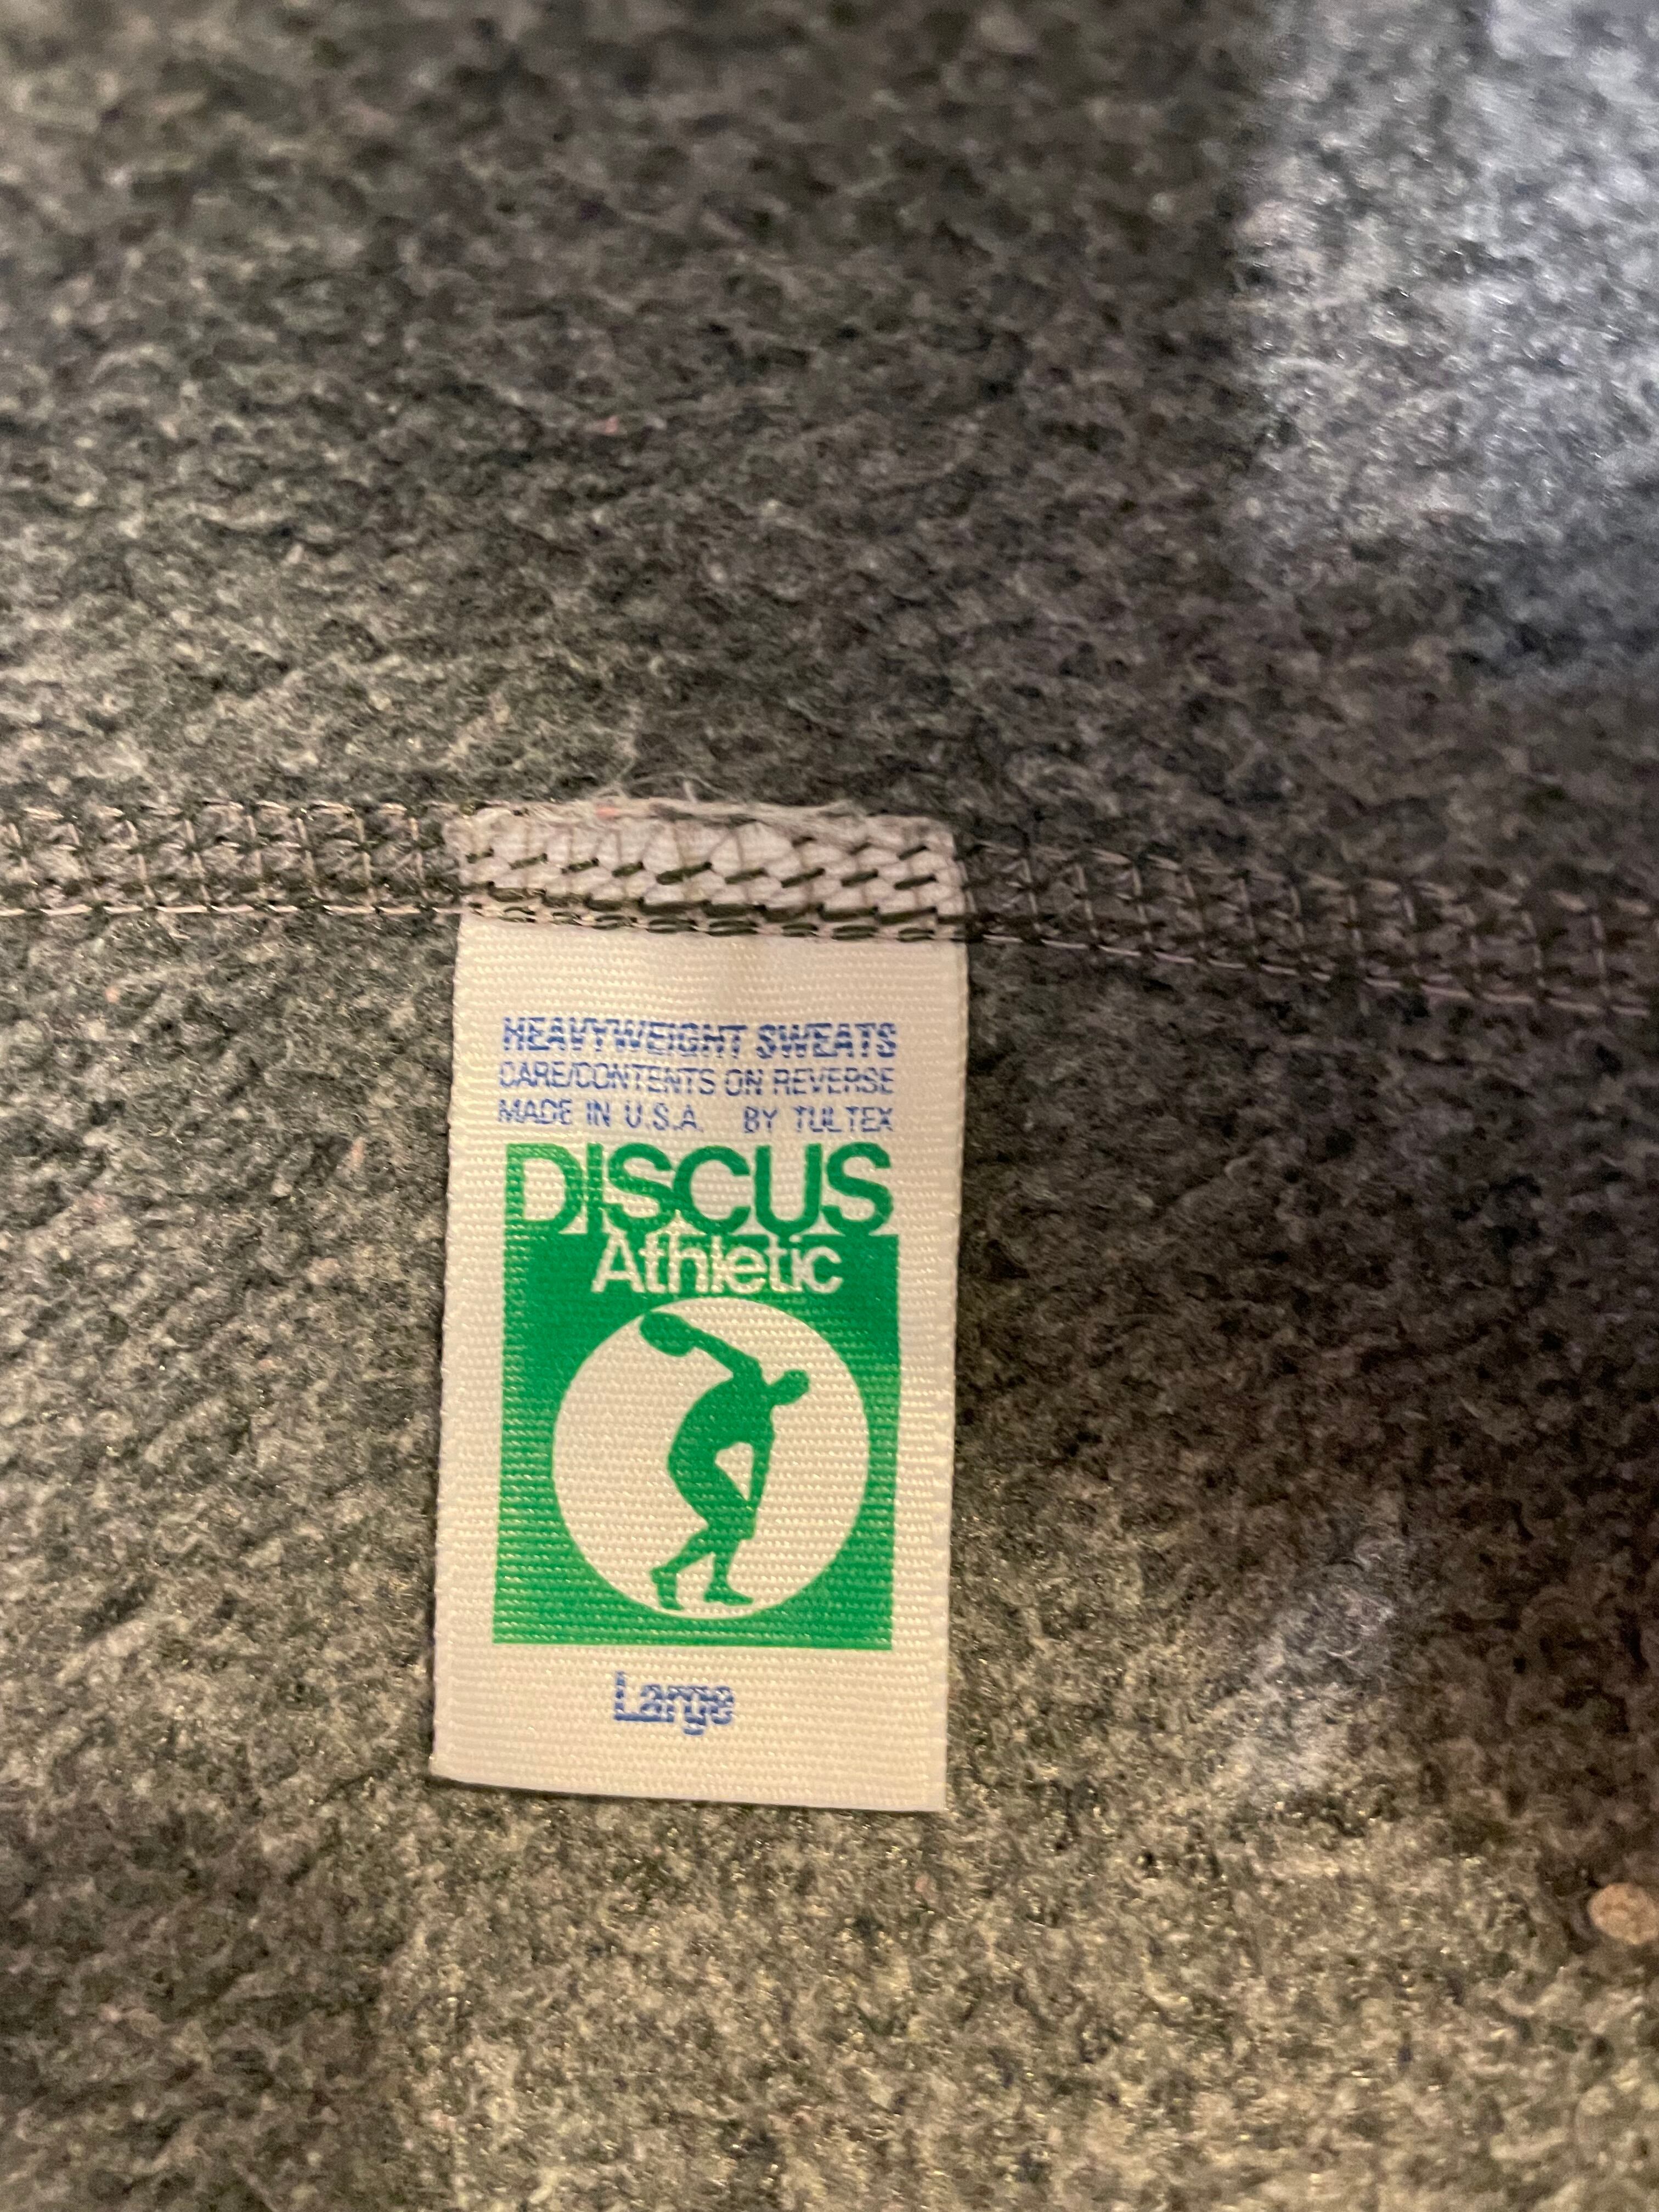 HEAVYWEIGHT SWEATS
CARE/CONTENTS ON REVERSE
MADE IN U.S.A. BY TULTEX
DISCUS
Athletic
Large